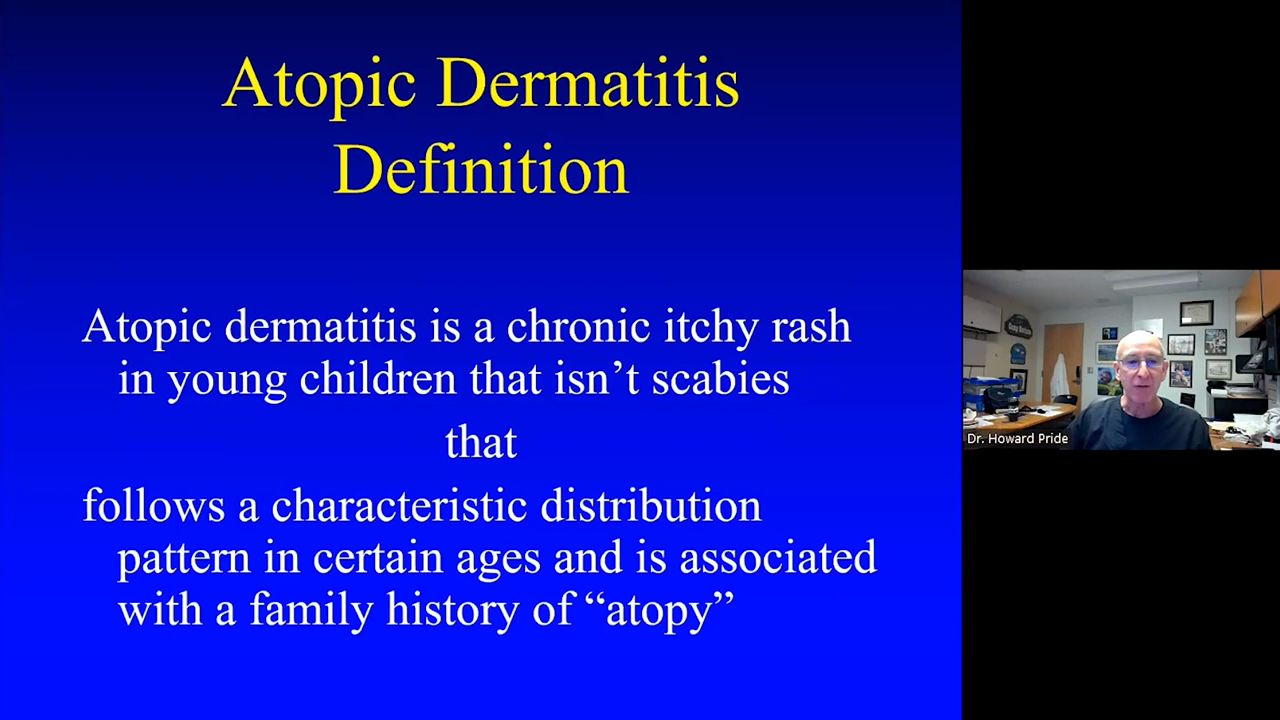 Atopic Dermatitis
Definition
Atopic dermatitis is a chronic itchy rash
in young children that isn’t scabies
that
follows a characteristic distribution
pattern in certain ages and is associated
with a family history of “atopy”
Dr. Howard Pride